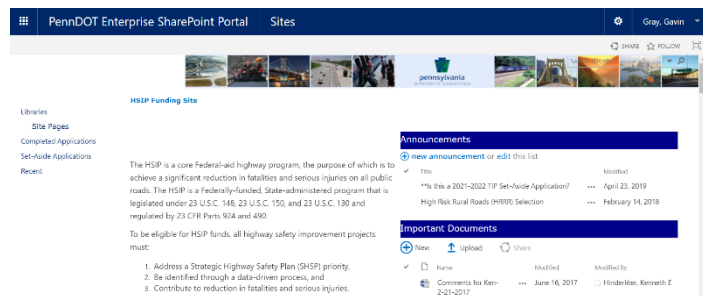 PennDOT Enterprise SharePoint Portal Sites
Gray, Gavin
SHARE FOLLOW
pennsylvania
HSIP Funding Site
Libraries
Site Pages
Completed Applications
Set-Aside Applications
Recent
The HSIP is a core Federal-aid highway program, the purpose of which is to
achieve a significant reduction in fatalities and serious injuries on all public
roads. The HSIP is a Federally-funded, State-administered program that is
legislated under 23 U.S.C. 148, 23 U.S.C. 150, and 23 U.S.C. 130 and
regulated by 23 CFR Parts 924 and 490.
To be eligible for HSIP funds, all highway safety improvement projects
must:
1. Address a Strategic Highway Safety Plan (SHSP) priority,
2. Be identified through a data-driven process, and
3. Contribute to reduction in fatalities and serious injuries.
Announcements
new announcement or edit this list
Title Modified
**Is this a 2021-2022 TIP Set-Aside Application? ... April 23, 2019
High Risk Rural Roads (HRRR) Selection ... February 14, 2018
Important Documents
New Upload Share
Name Modified Modified By
Comments for Ken- ... June 16, 2017 Hinderliter, Kenneth E
2-21-2017